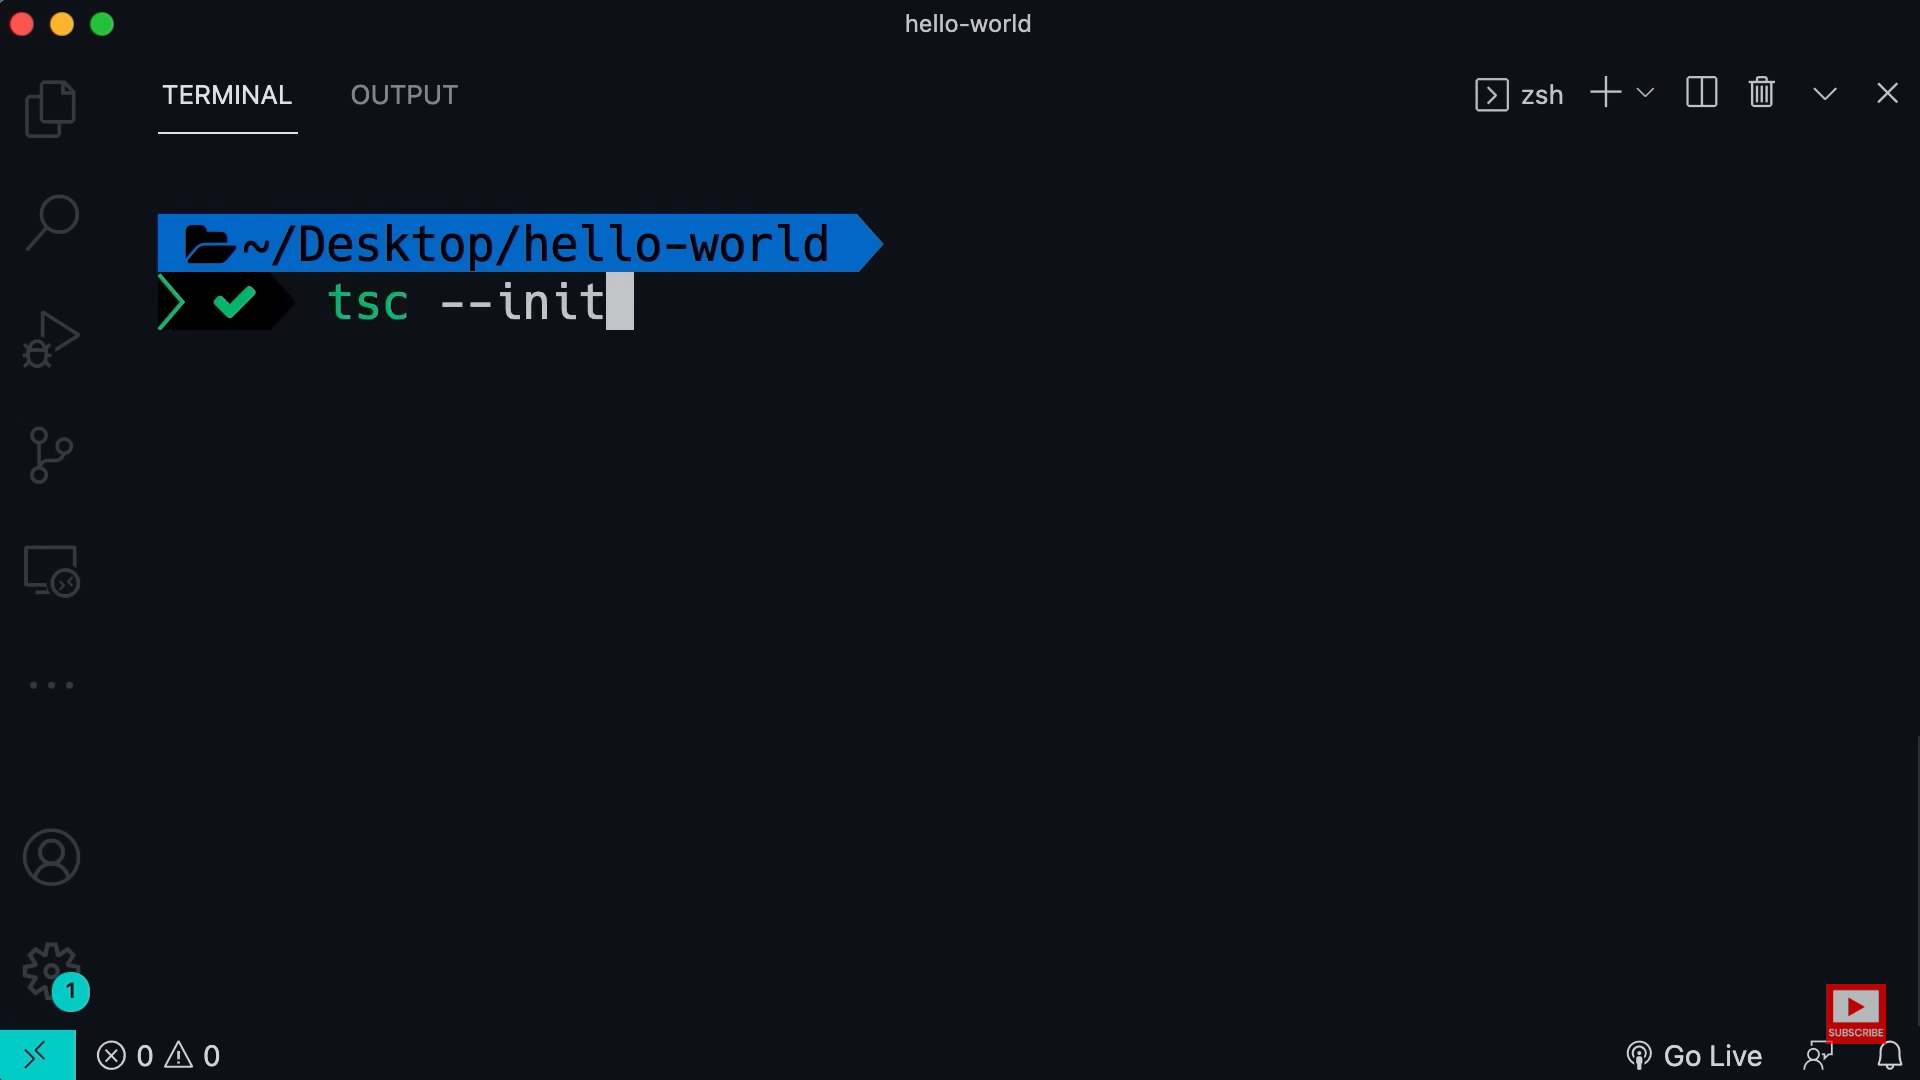 hello-world
TERMINAL OUTPUT zsh
~/Desktop/hello-world
tsc --init
1
0 0 Go Live
SUBSCRIBE